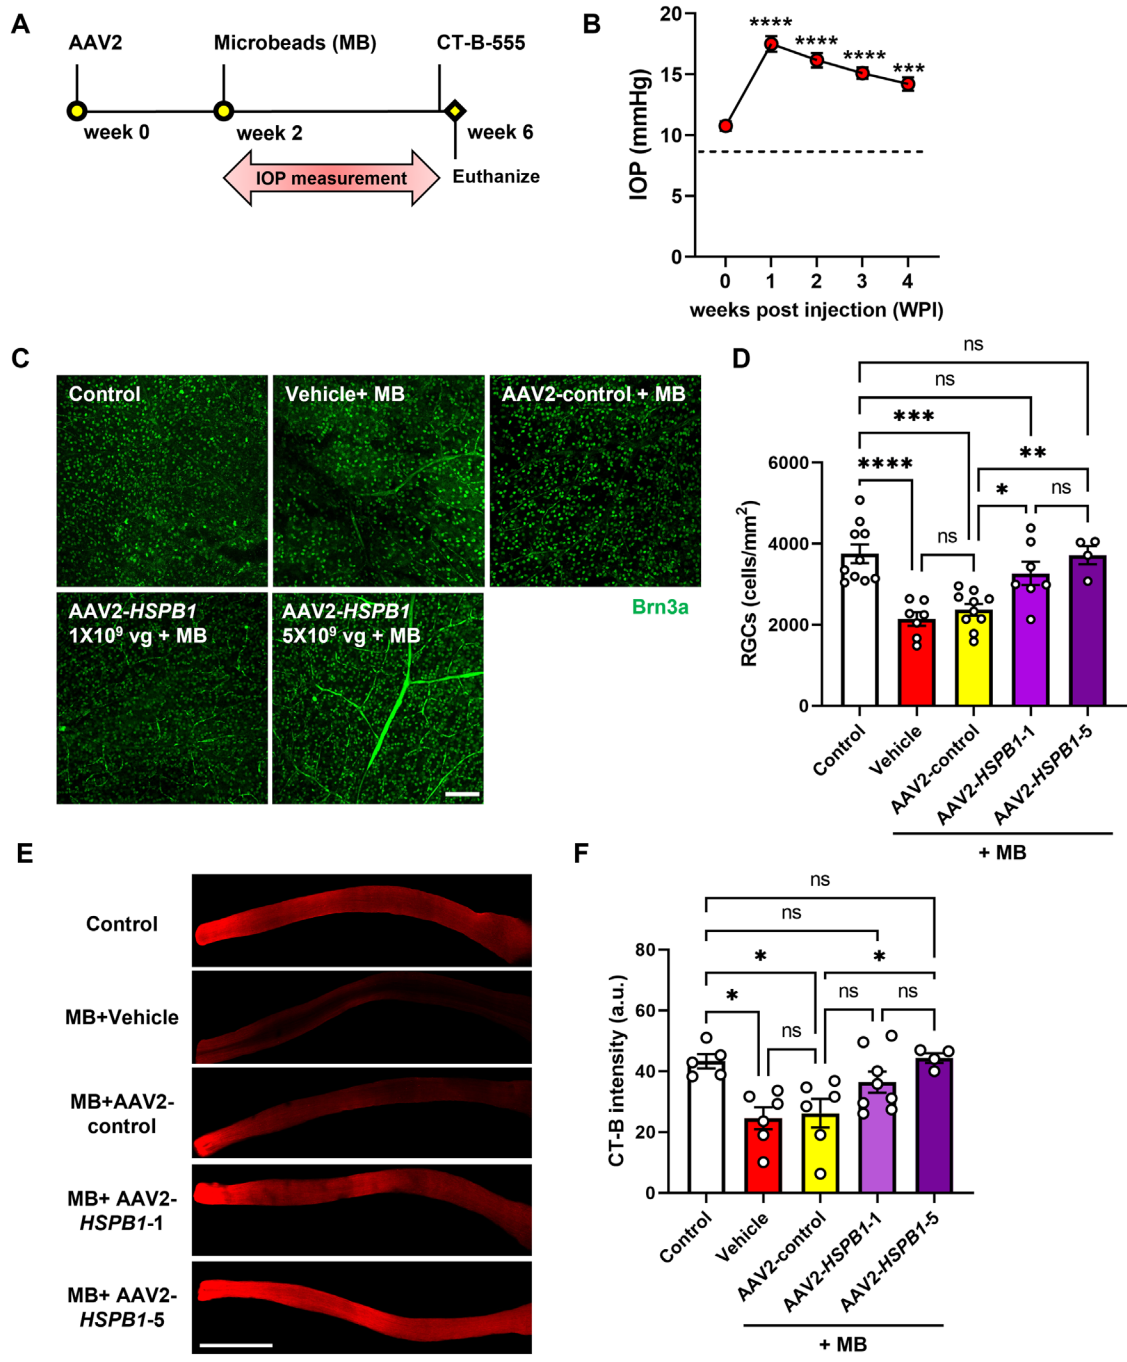 A
AAV2
Microbeads (MB)
CT-B-555
week 0
week 2
week 6
IOP measurement
Euthanize
B
IOP (mmHg)
20
15
10
5
0
****
****
****
***
0 1 2 3 4
weeks post injection (WPI)
C
Control
Vehicle+ MB
AAV2-control + MB
AAV2-HSPB1
1X10⁹ vg + MB
AAV2-HSPB1
5X10⁹ vg + MB
Brn3a
D
ns
ns
***
****
**
*
ns
ns
RGCs (cells/mm²)
6000
4000
2000
0
Control
Vehicle
AAV2-control
AAV2-HSPB1-1
AAV2-HSPB1-5
+ MB
E
Control
MB+Vehicle
MB+AAV2-
control
MB+ AAV2-
HSPB1-1
MB+ AAV2-
HSPB1-5
F
ns
ns
*
*
*
ns
ns
ns
CT-B intensity (a.u.)
80
60
40
20
0
Control
Vehicle
AAV2-control
AAV2-HSPB1-1
AAV2-HSPB1-5
+ MB